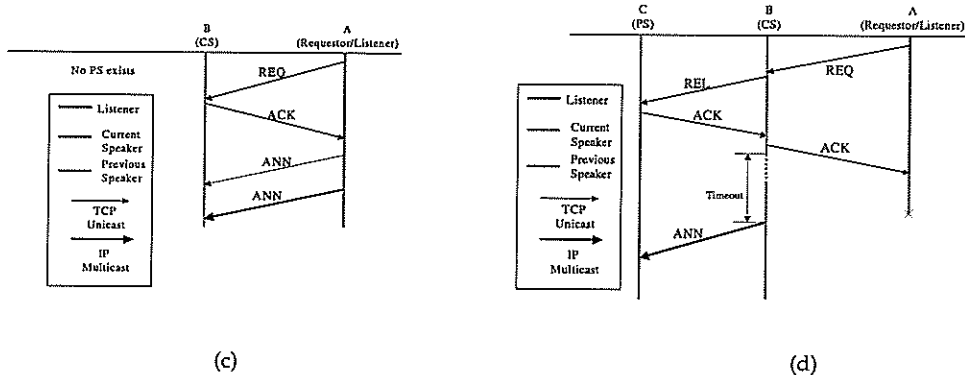 B
(CS)
A
(Requestor/Listener)
No PS exists
REQ
ACK
ANN
ANN
Listener
Current
Speaker
Previous
Speaker
TCP
Unicast
IP
Multicast
(c)
C
(PS)
B
(CS)
A
(Requestor/Listener)
REQ
REL
ACK
ACK
Timeout
ANN
Listener
Current
Speaker
Previous
Speaker
TCP
Unicast
IP
Multicast
(d)